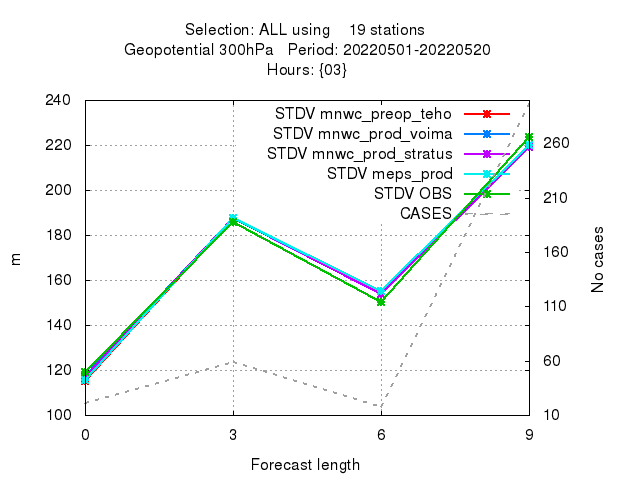 Selection: ALL using 19 stations
Geopotential 300hPa Period: 20220501-20220520
Hours: {03}
240
220
200
180
160
140
120
100
m
STDV mnwc_preop_teho
STDV mnwc_prod_voima
STDV mnwc_prod_stratus
STDV meps_prod
STDV OBS
CASES
260
210
160
110
60
10
No cases
0 3 6 9
Forecast length